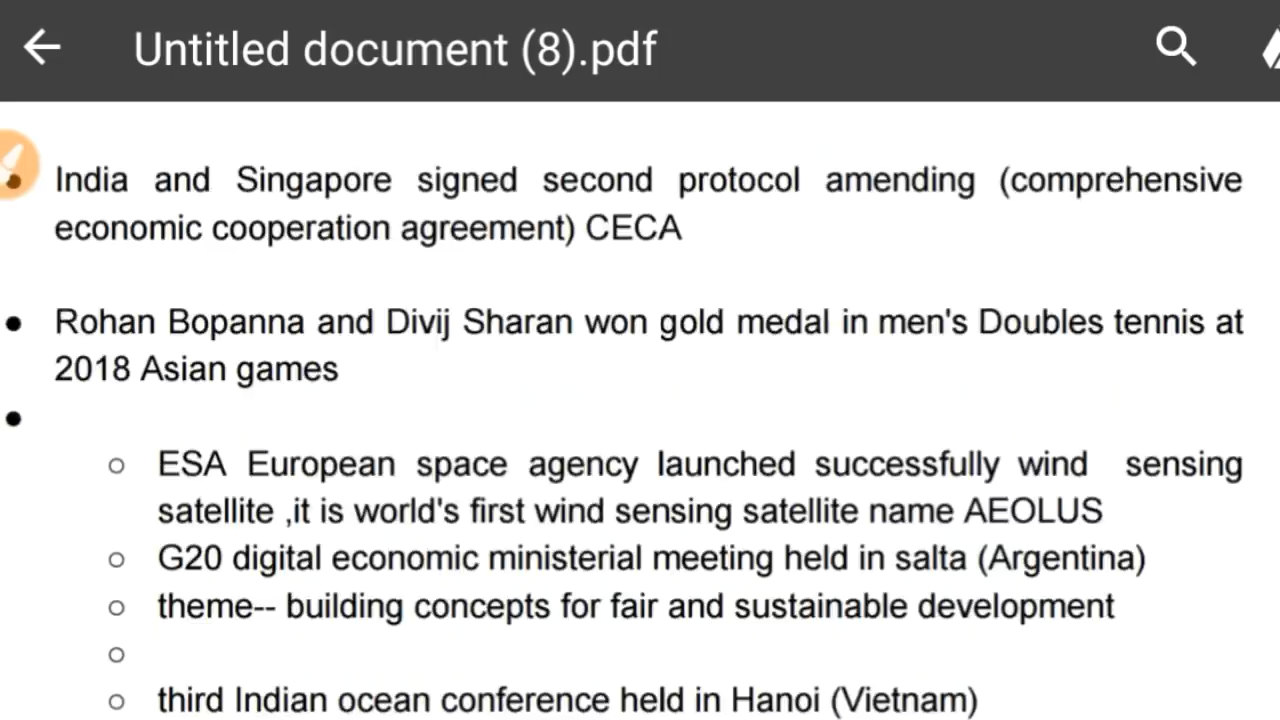 Untitled document (8).pdf
India and Singapore signed second protocol amending (comprehensive
economic cooperation agreement) CECA
Rohan Bopanna and Divij Sharan won gold medal in men's Doubles tennis at
2018 Asian games
ESA European space agency launched successfully wind sensing
satellite ,it is world's first wind sensing satellite name AEOLUS
G20 digital economic ministerial meeting held in salta (Argentina)
theme-- building concepts for fair and sustainable development
third Indian ocean conference held in Hanoi (Vietnam)